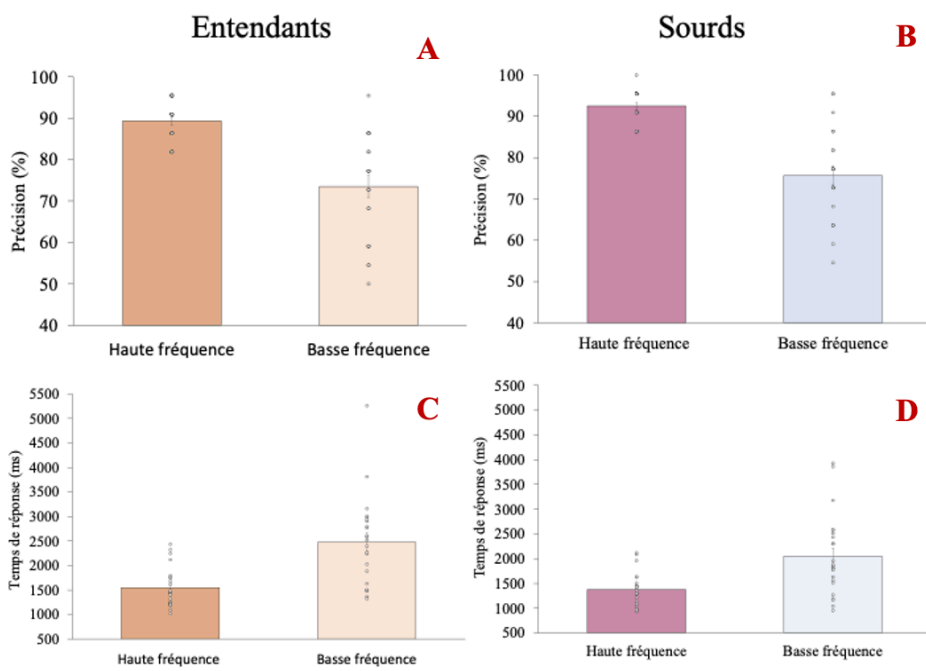 Entendants
A
Précision (%)
100
90
80
70
60
50
40
Haute fréquence
Basse fréquence
Sourds
B
Précision (%)
100
90
80
70
60
50
40
Haute fréquence
Basse fréquence
C
Temps de réponse (ms)
5500
5000
4500
4000
3500
3000
2500
2000
1500
1000
500
Haute fréquence
Basse fréquence
D
Temps de réponse (ms)
5500
5000
4500
4000
3500
3000
2500
2000
1500
1000
500
Haute fréquence
Basse fréquence